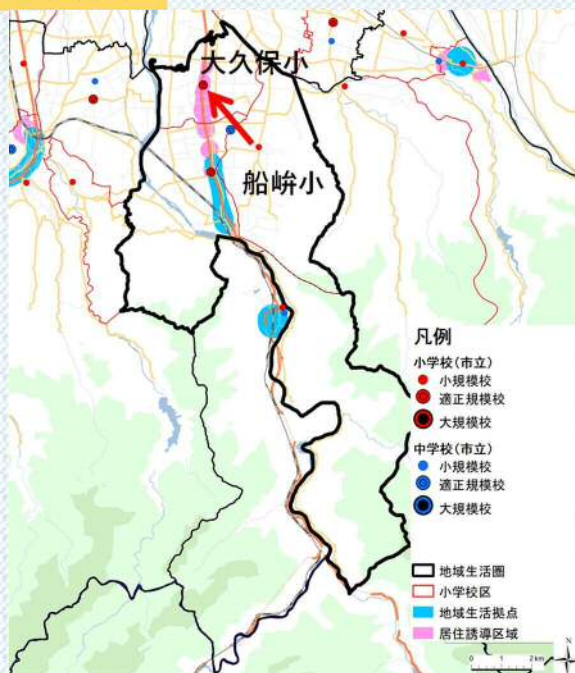 大久保小
船峅小
凡例
小学校(市立)
小規模校
適正規模校
大規模校
中学校(市立)
小規模校
適正規模校
大規模校
地域生活圏
小学校区
地域生活拠点
居住誘導区域
N
0 1 2km